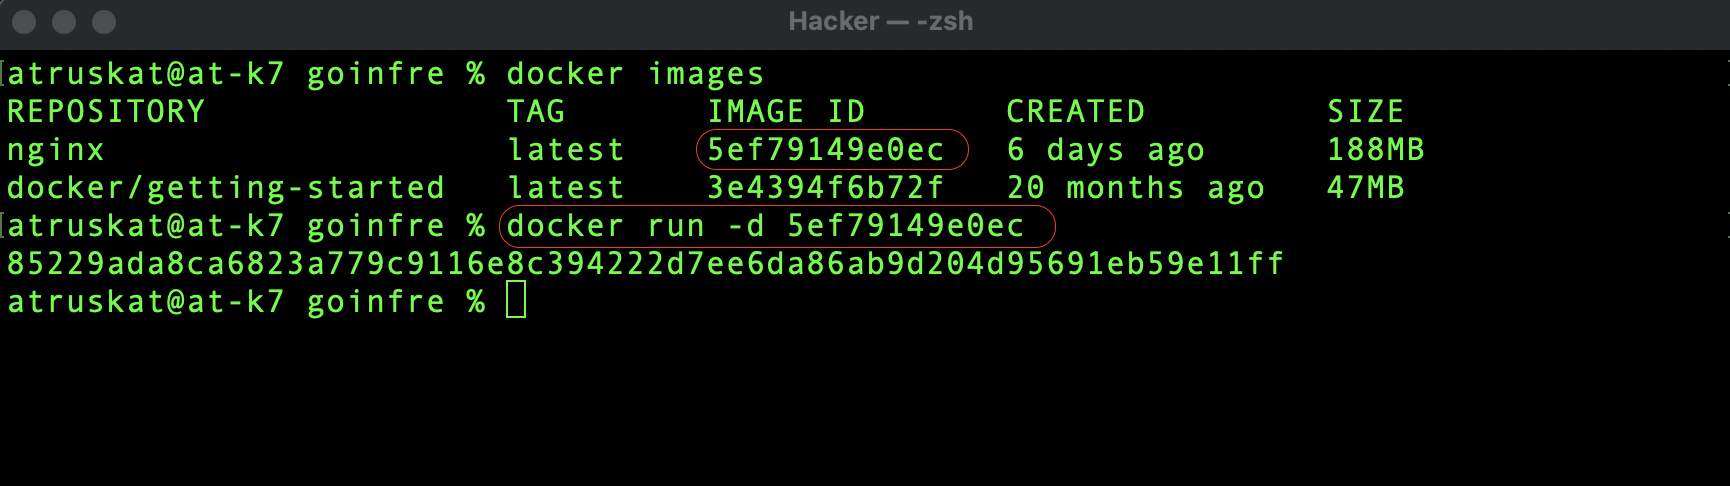 Hacker — -zsh
atruskat@at-k7 goinfre % docker images
REPOSITORY TAG IMAGE ID CREATED SIZE
nginx latest 5ef79149e0ec 6 days ago 188MB
docker/getting-started latest 3e4394f6b72f 20 months ago 47MB
atruskat@at-k7 goinfre % docker run -d 5ef79149e0ec
85229ada8ca6823a779c9116e8c394222d7ee6da86ab9d204d95691eb59e11ff
atruskat@at-k7 goinfre %